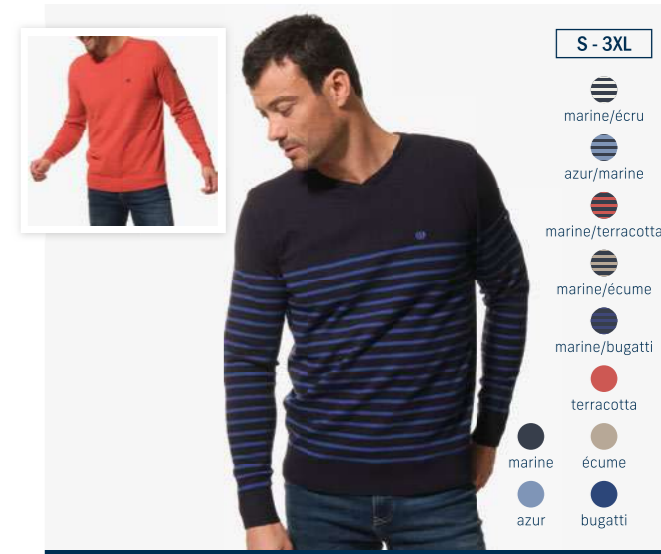 S - 3XL
marine/écru
azur/marine
marine/terracotta
marine/écume
marine/bugatti
terracotta
marine écume
azur bugatti